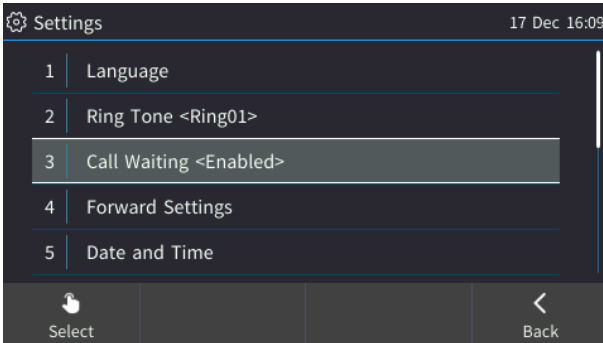 Settings 17 Dec 16:09
1 Language
2 Ring Tone <Ring01>
3 Call Waiting <Enabled>
4 Forward Settings
5 Date and Time
Select Back